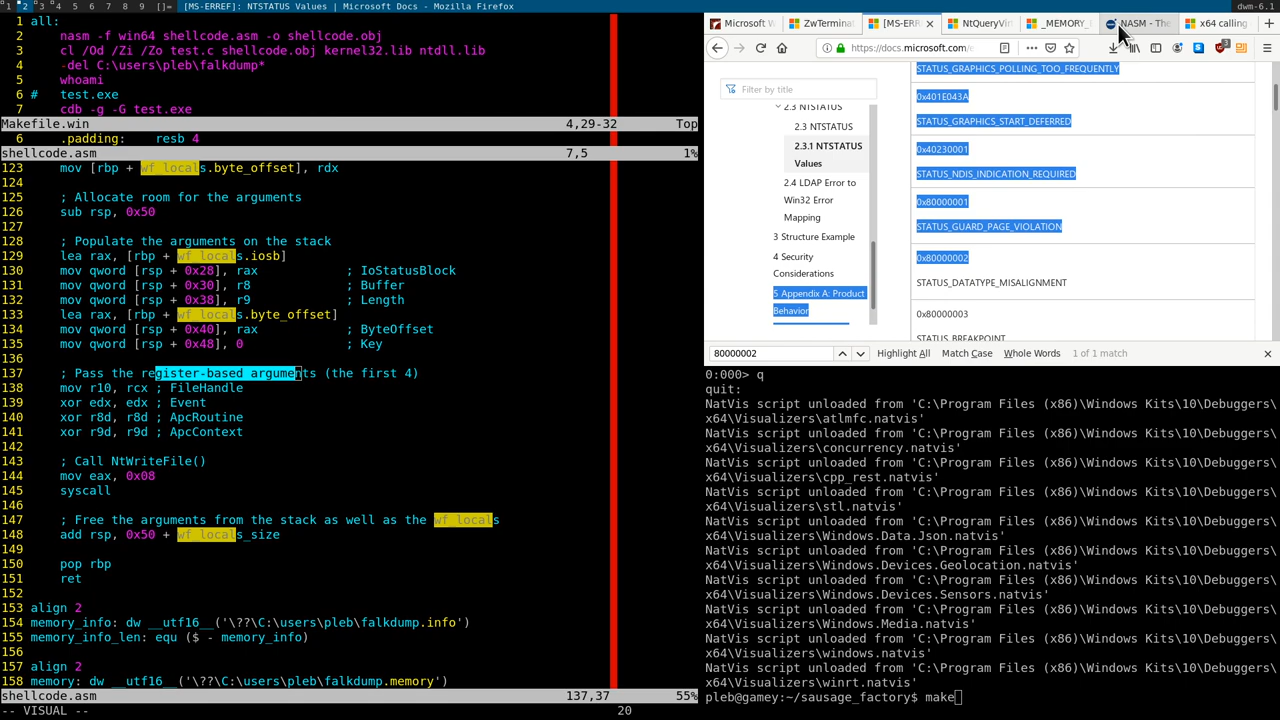 1 2 3 4 5 6 7 8 9 []= [MS-ERREF]: NTSTATUS Values | Microsoft Docs - Mozilla Firefox dwm-6.1
1 all:
2 nasm -f win64 shellcode.asm -o shellcode.obj
3 cl /Od /Zi /Zo test.c shellcode.obj kernel32.lib ntdll.lib
4 -del C:\users\pleb\falkdump*
5 whoami
6 # test.exe
7 cdb -g -G test.exe
Makefile.win 4,29-32 Top
6 .padding: resb 4
shellcode.asm 7,5 1%
123 mov [rbp + wf_locals.byte_offset], rdx
124
125 ; Allocate room for the arguments
126 sub rsp, 0x50
127
128 ; Populate the arguments on the stack
129 lea rax, [rbp + wf_locals.iosb]
130 mov qword [rsp + 0x28], rax ; IoStatusBlock
131 mov qword [rsp + 0x30], r8 ; Buffer
132 mov qword [rsp + 0x38], r9 ; Length
133 lea rax, [rbp + wf_locals.byte_offset]
134 mov qword [rsp + 0x40], rax ; ByteOffset
135 mov qword [rsp + 0x48], 0 ; Key
136
137 ; Pass the register-based arguments (the first 4)
138 mov r10, rcx ; FileHandle
139 xor edx, edx ; Event
140 xor r8d, r8d ; ApcRoutine
141 xor r9d, r9d ; ApcContext
142
143 ; Call NtWriteFile()
144 mov eax, 0x08
145 syscall
146
147 ; Free the arguments from the stack as well as the wf_locals
148 add rsp, 0x50 + wf_locals_size
149
150 pop rbp
151 ret
152
153 align 2
154 memory_info: dw __utf16__('\??\C:\users\pleb\falkdump.info')
155 memory_info_len: equ ($ - memory_info)
156
157 align 2
158 memory: dw __utf16__('\??\C:\users\pleb\falkdump.memory')
shellcode.asm 137,37 55%
-- VISUAL -- 20
Microsoft W ZwTerminat [MS-ERR NtQueryVir _MEMORY_ NASM - The x64 calling
https://docs.microsoft.com/e
Filter by title
2.3 NTSTATUS
2.3 NTSTATUS
2.3.1 NTSTATUS
Values
2.4 LDAP Error to
Win32 Error
Mapping
3 Structure Example
4 Security
Considerations
5 Appendix A: Product
Behavior
STATUS_GRAPHICS_POLLING_TOO_FREQUENTLY
0x401E043A
STATUS_GRAPHICS_START_DEFERRED
0x40230001
STATUS_NDIS_INDICATION_REQUIRED
0x80000001
STATUS_GUARD_PAGE_VIOLATION
0x80000002
STATUS_DATATYPE_MISALIGNMENT
0x80000003
STATUS_BREAKPOINT
80000002 Highlight All Match Case Whole Words 1 of 1 match
0:000> q
quit:
NatVis script unloaded from 'C:\Program Files (x86)\Windows Kits\10\Debuggers\
x64\Visualizers\atlmfc.natvis'
NatVis script unloaded from 'C:\Program Files (x86)\Windows Kits\10\Debuggers\
x64\Visualizers\concurrency.natvis'
NatVis script unloaded from 'C:\Program Files (x86)\Windows Kits\10\Debuggers\
x64\Visualizers\cpp_rest.natvis'
NatVis script unloaded from 'C:\Program Files (x86)\Windows Kits\10\Debuggers\
x64\Visualizers\stl.natvis'
NatVis script unloaded from 'C:\Program Files (x86)\Windows Kits\10\Debuggers\
x64\Visualizers\Windows.Data.Json.natvis'
NatVis script unloaded from 'C:\Program Files (x86)\Windows Kits\10\Debuggers\
x64\Visualizers\Windows.Devices.Geolocation.natvis'
NatVis script unloaded from 'C:\Program Files (x86)\Windows Kits\10\Debuggers\
x64\Visualizers\Windows.Devices.Sensors.natvis'
NatVis script unloaded from 'C:\Program Files (x86)\Windows Kits\10\Debuggers\
x64\Visualizers\Windows.Media.natvis'
NatVis script unloaded from 'C:\Program Files (x86)\Windows Kits\10\Debuggers\
x64\Visualizers\windows.natvis'
NatVis script unloaded from 'C:\Program Files (x86)\Windows Kits\10\Debuggers\
x64\Visualizers\winrt.natvis'
pleb@gamey:~/sausage_factory$ make